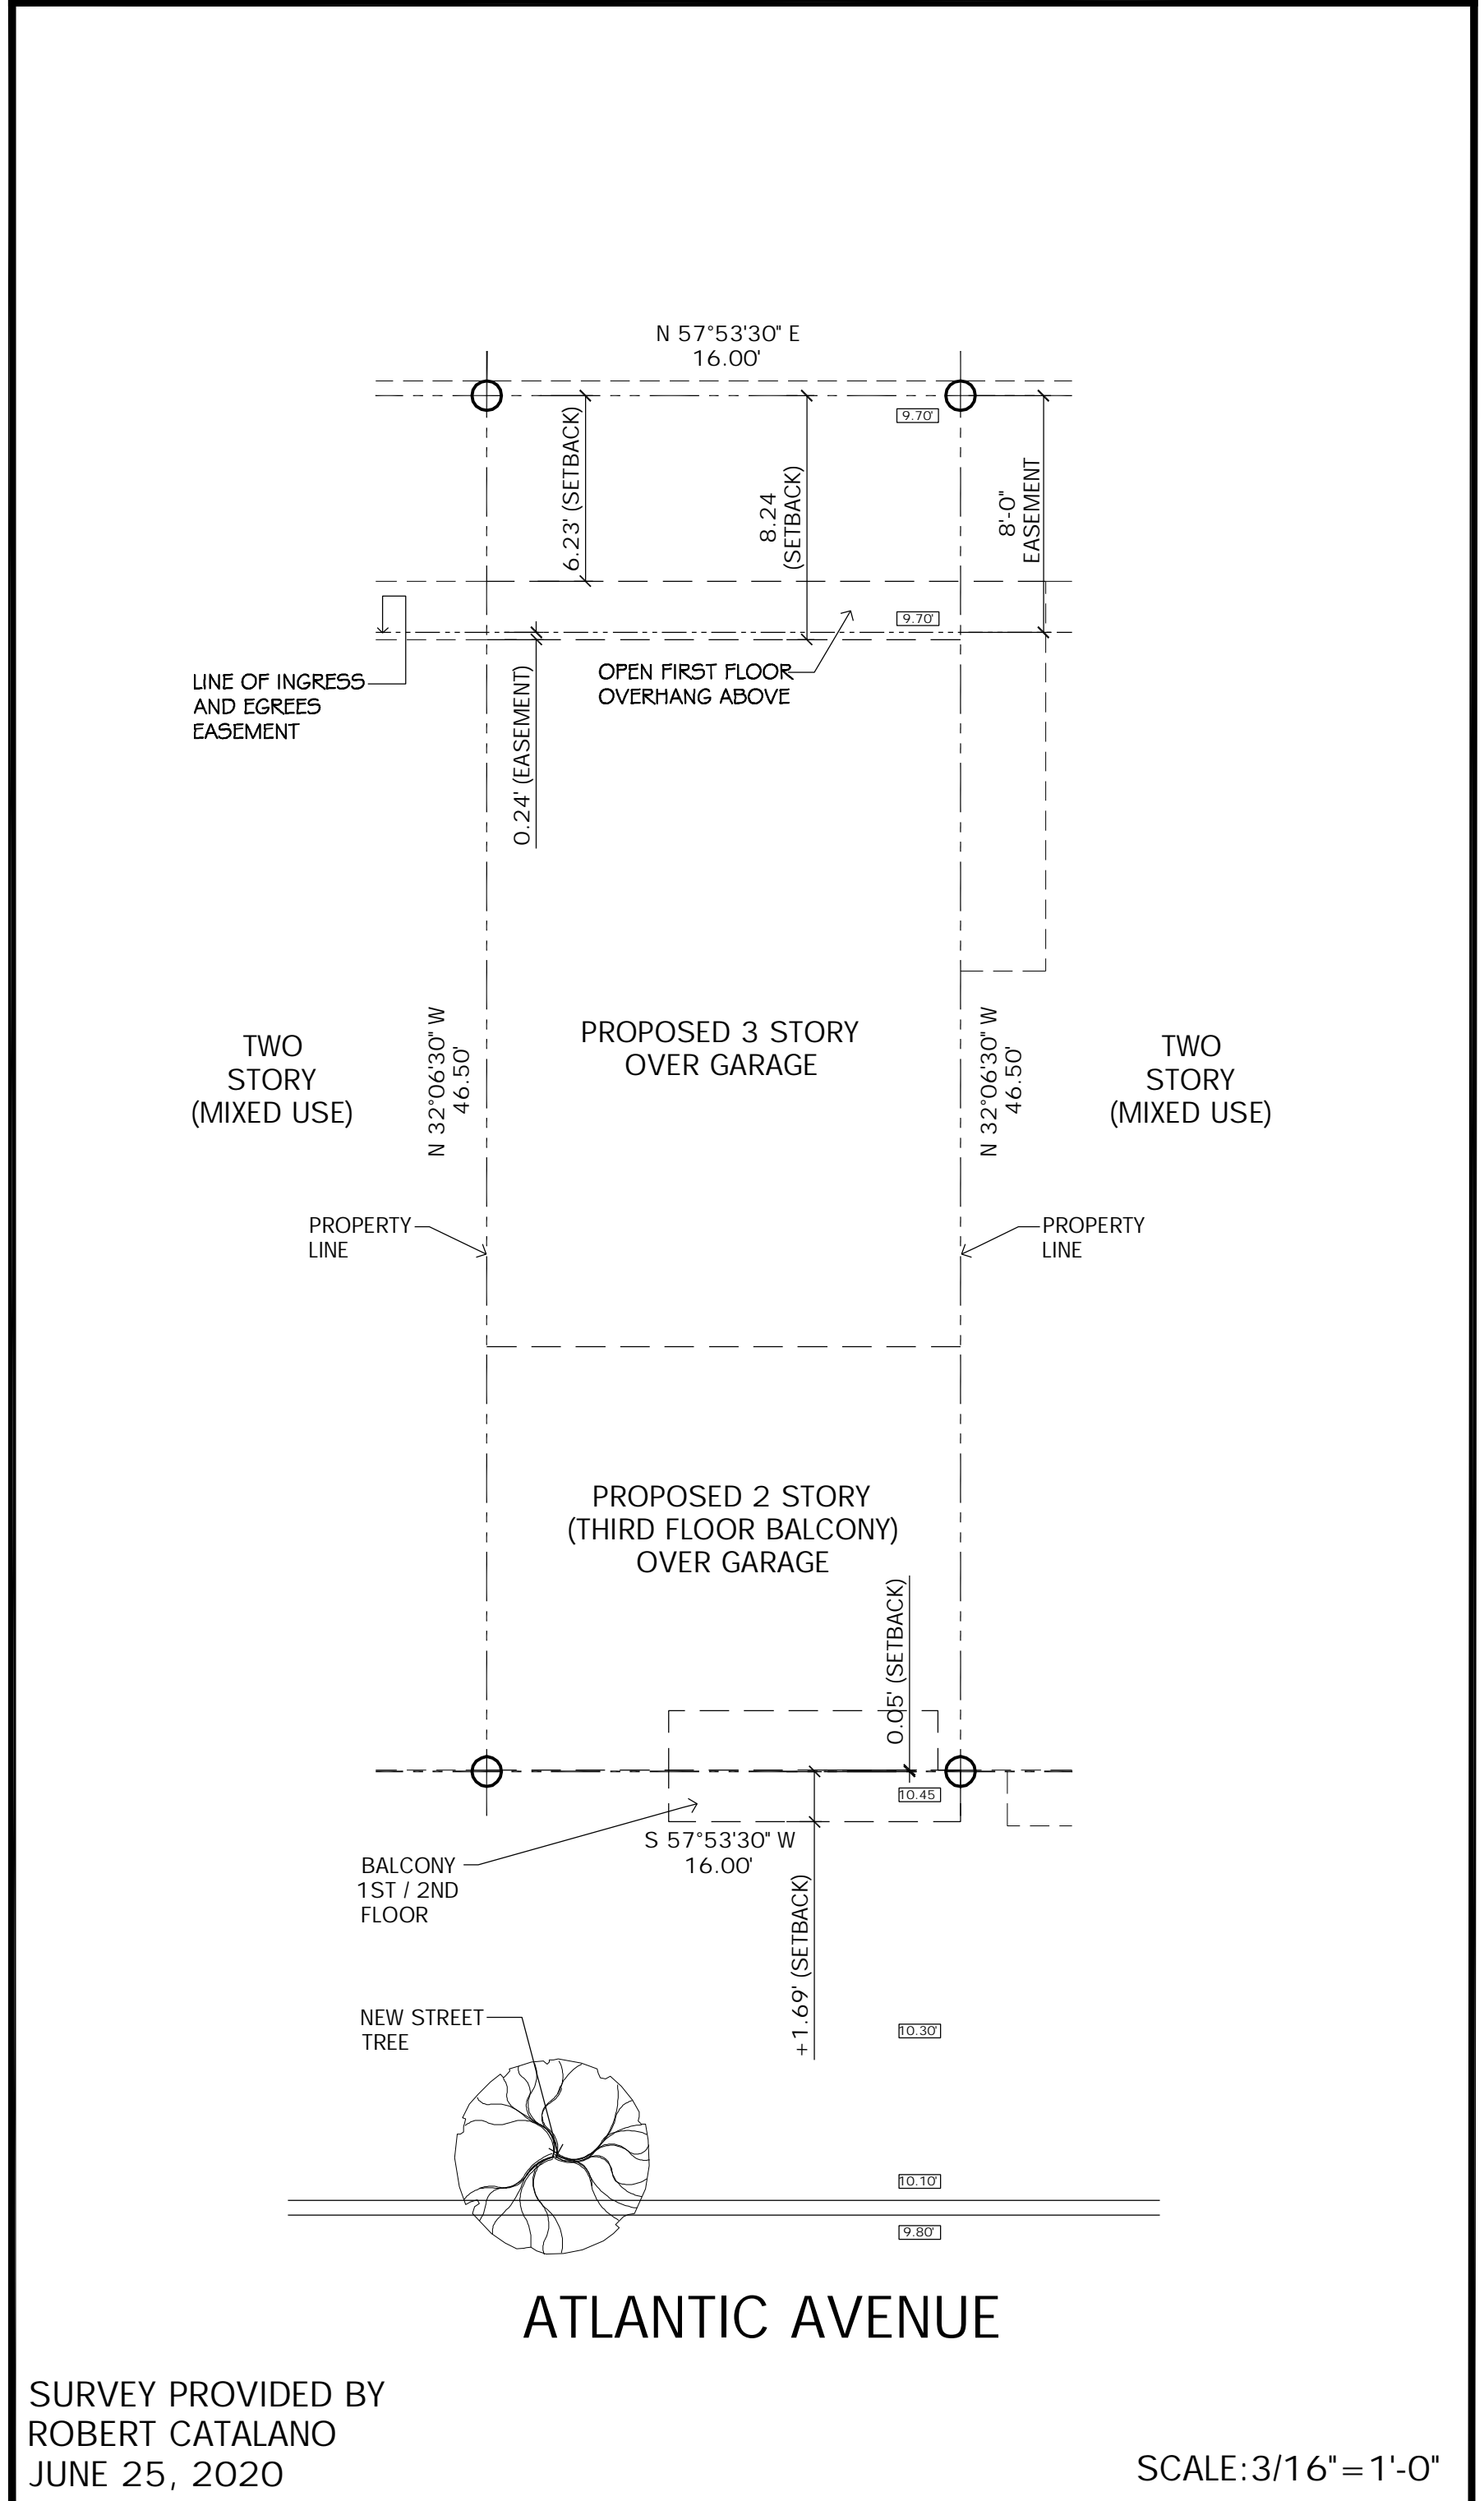 N 57°53'30" E
16.00'
9.70'
6.23' (SETBACK)
8.24
(SETBACK)
8'-0"
EASEMENT
9.70'
LINE OF INGRESS
AND EGREES
EASEMENT
OPEN FIRST FLOOR
OVERHANG ABOVE
0.24' (EASEMENT)
TWO
STORY
(MIXED USE)
N 32°06'30" W
46.50'
PROPOSED 3 STORY
OVER GARAGE
N 32°06'30" W
46.50'
TWO
STORY
(MIXED USE)
PROPERTY
LINE
PROPERTY
LINE
PROPOSED 2 STORY
(THIRD FLOOR BALCONY)
OVER GARAGE
0.05' (SETBACK)
10.45
S 57°53'30" W
16.00'
BALCONY
1ST / 2ND
FLOOR
+1.69' (SETBACK)
NEW STREET
TREE
10.30'
10.10'
9.80'
ATLANTIC AVENUE
SURVEY PROVIDED BY
ROBERT CATALANO
JUNE 25, 2020
SCALE:3/16"=1'-0"